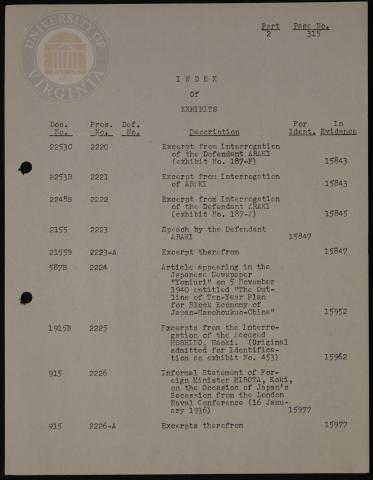 UNIVERSITY of VIRGINIA
Part Page No.
2 315
I N D E X
Of
EXHIBITS
Doc. Pros. Def. For In
No. No. No. Description Ident. Evidence
2253C 2220 Excerpt from Interrogation
of the Defendant ARAKI
(exhibit No. 187-F) 15843
2253B 2221 Excerpt from Interrogation
of ARAKI 15843
2248B 2222 Excerpt from Interrogation
of the Defendant ARAKI
(exhibit No. 187-A) 15845
2155 2223 Speech by the Defendant
ARAKI 15847
2155B 2223-A Excerpt therefrom 15847
587B 2224 Article appearing in the
Japanese Newspaper
"Yomiuri" on 5 November
1940 entitled "The Out-
line of Ten-Year Plan
for Block Economy of
Japan-Manchoukuo-China" 15952
1915B 2225 Excerpts from the Interro-
gation of the Accused
HOSHINO, Naoki. (Original
admitted for Identifica-
tion as exhibit No. 453) 15962
915 2226 Informal Statement of For-
eign Minister HIROTA, Koki,
on the Occasion of Japan's
Secession from the London
Naval Conference (16 Janu-
ary 1936) 15977
915 2226-A Excerpts therefrom 15977